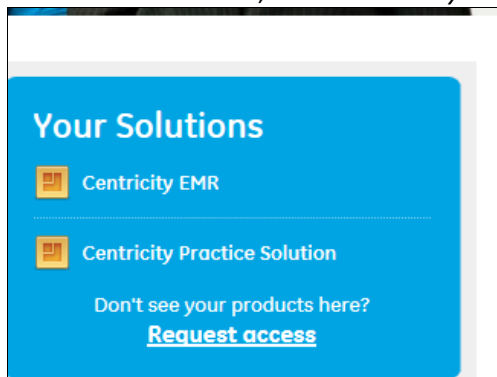 Your Solutions
Centricity EMR
Centricity Practice Solution
Don't see your products here?
Request access